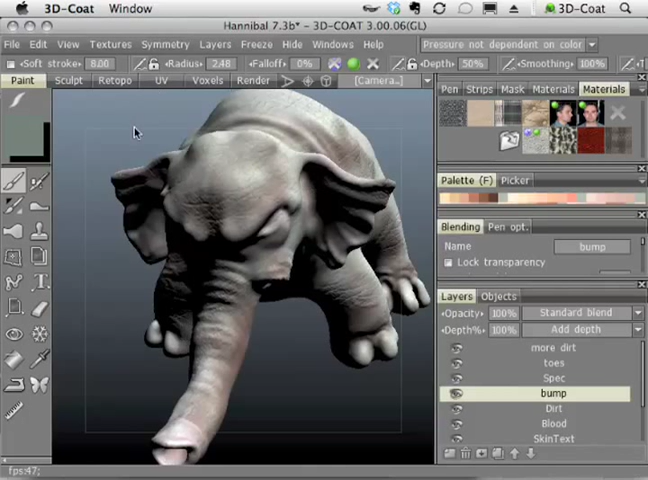 3D-Coat Window 3D-Coat
Hannibal 7.3b* - 3D-COAT 3.00.06(GL)
File Edit View Textures Symmetry Layers Freeze Hide Windows Help Pressure not dependent on color
Soft stroke: 8.00 Radius: 2.48 Falloff: 0% Depth: 50% Smoothing: 100%
Paint Sculpt Retopo UV Voxels Render [Camera...]
Pen Strips Mask Materials Materials
Palette (F) Picker
Blending Pen opt.
Name bump
Lock transparency
Layers Objects
Opacity: 100% Standard blend
Depth% 100% Add depth
more dirt
toes
Spec
bump
Dirt
Blood
SkinText
fps:47;